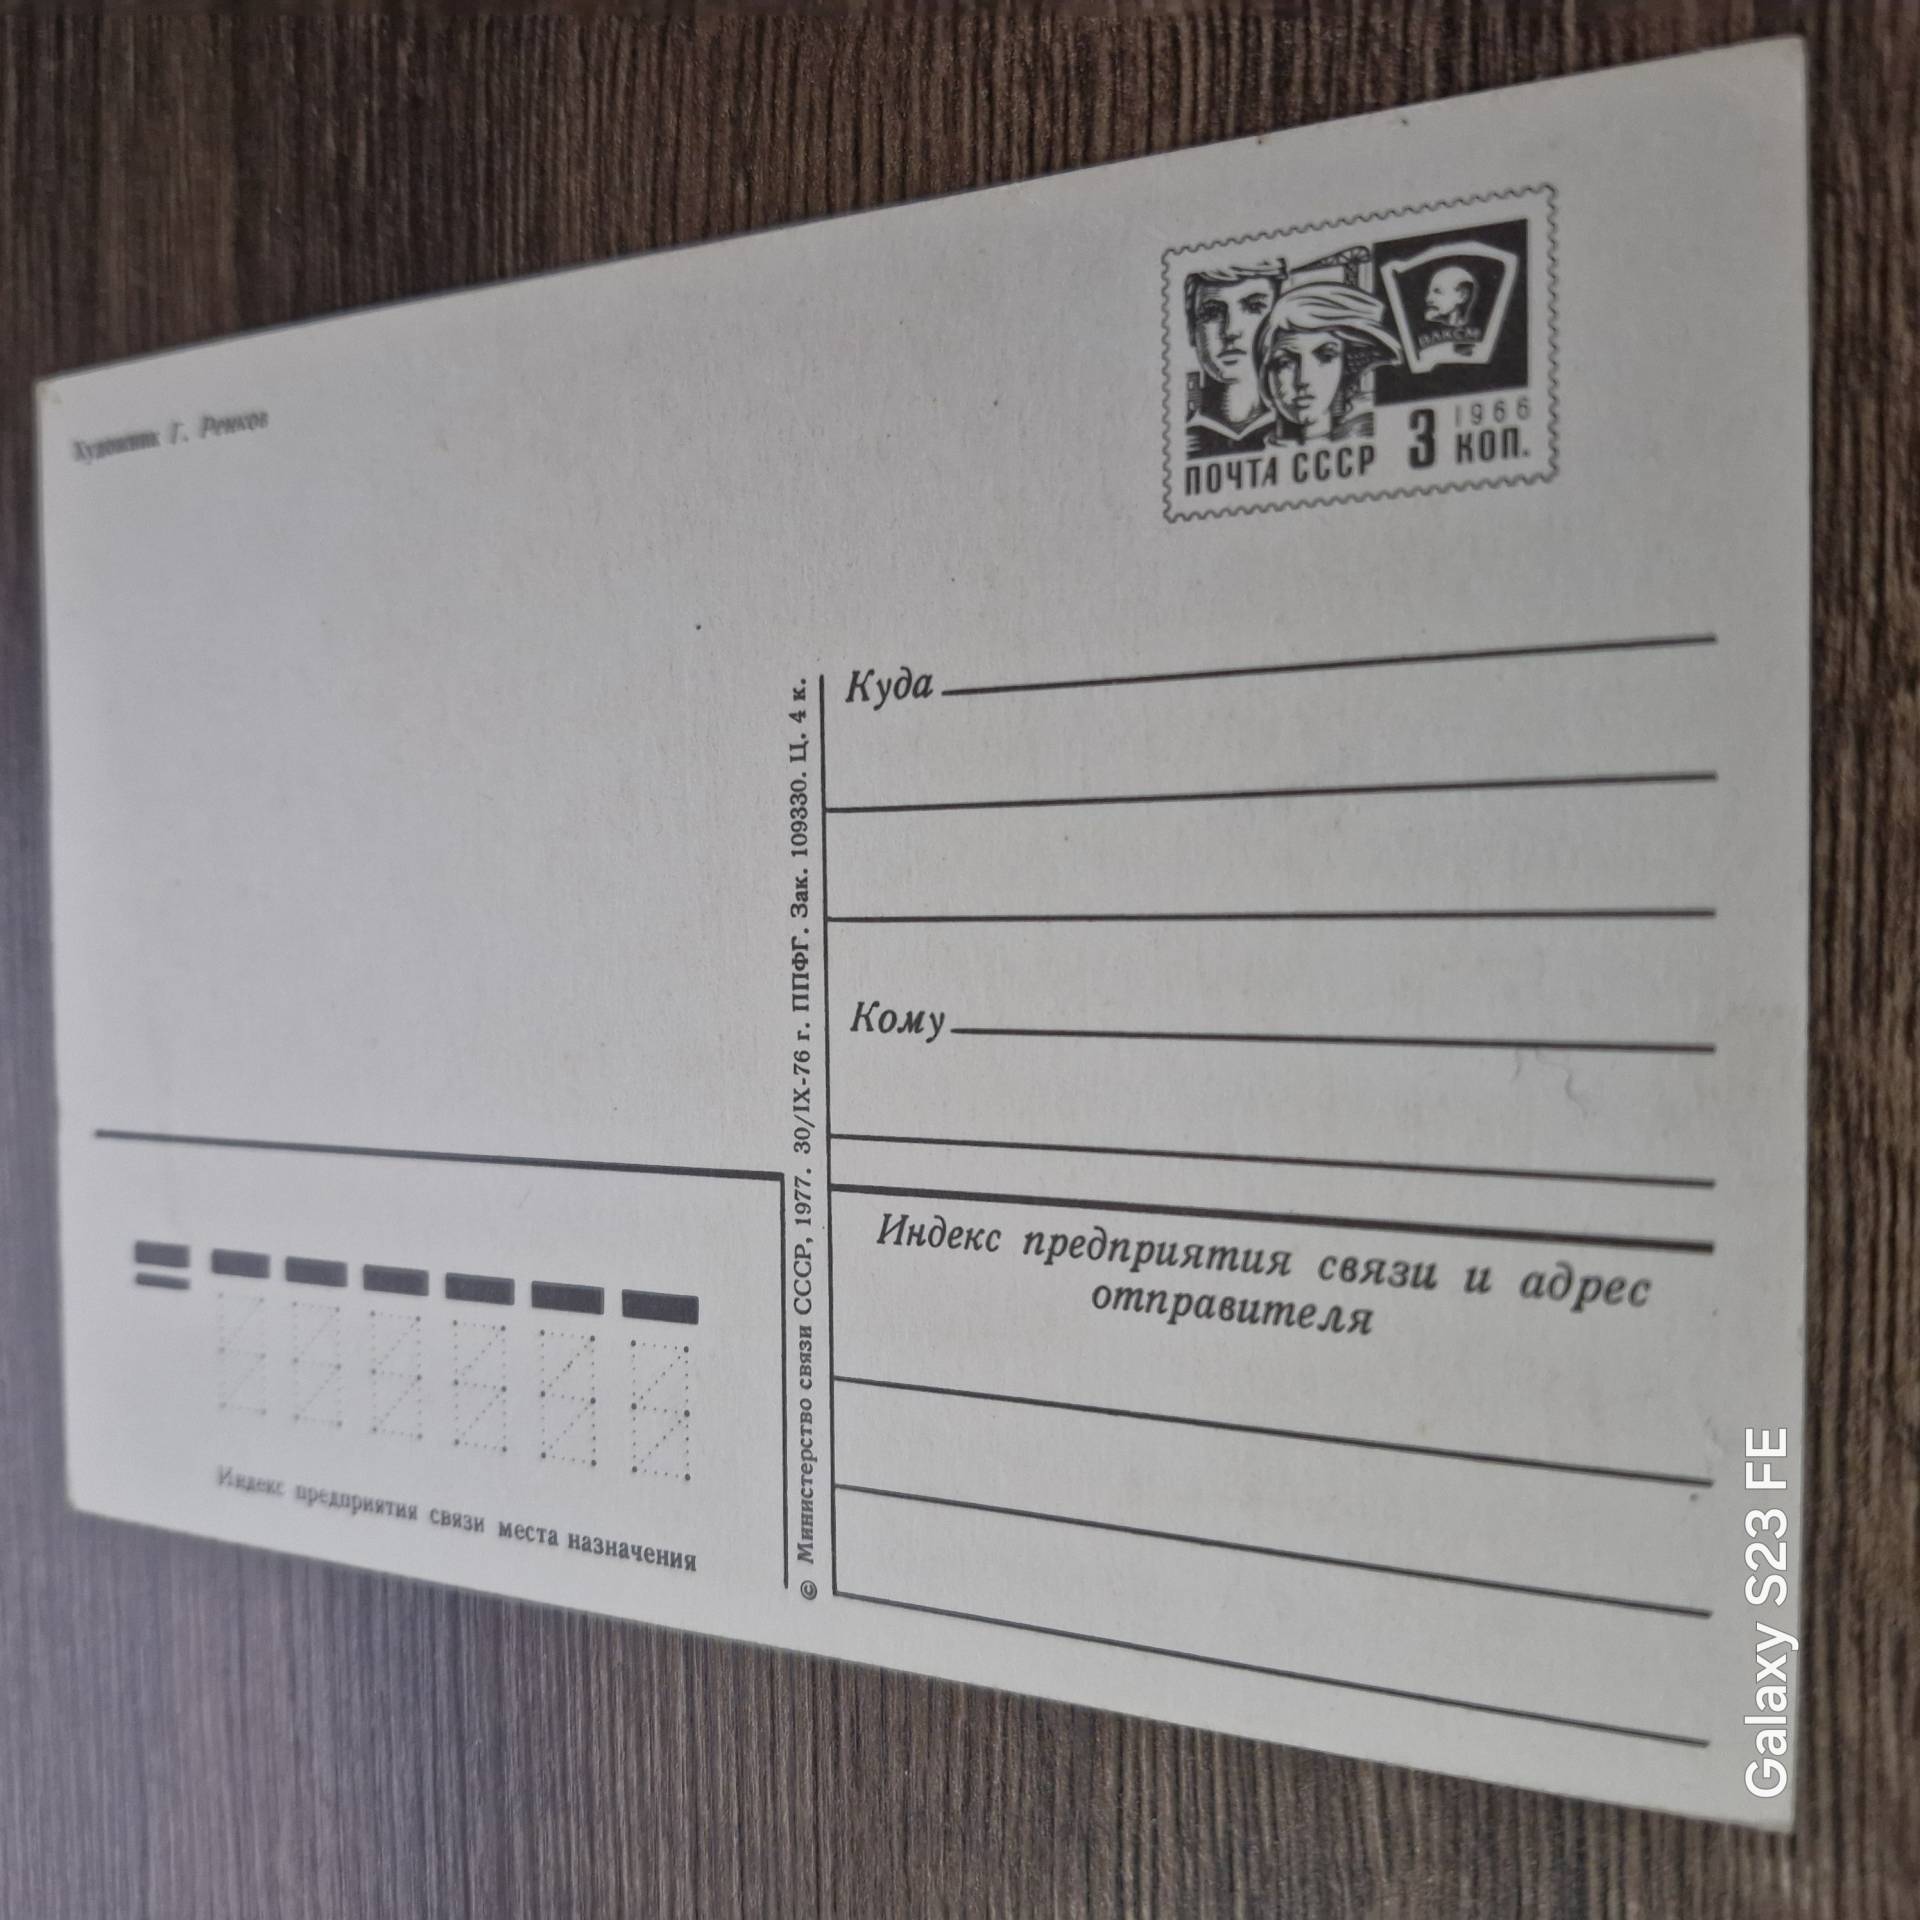 Художник Г. Ренков
ВЛКСМ
1966
ПОЧТА СССР 3 КОП.
Куда
Кому
Индекс предприятия связи и адрес
отправителя
© Министерство связи СССР, 1977. 30/IX-76 г. ППФГ. Зак. 109330. Ц. 4 к.
Индекс предприятия связи места назначения
Galaxy S23 FE